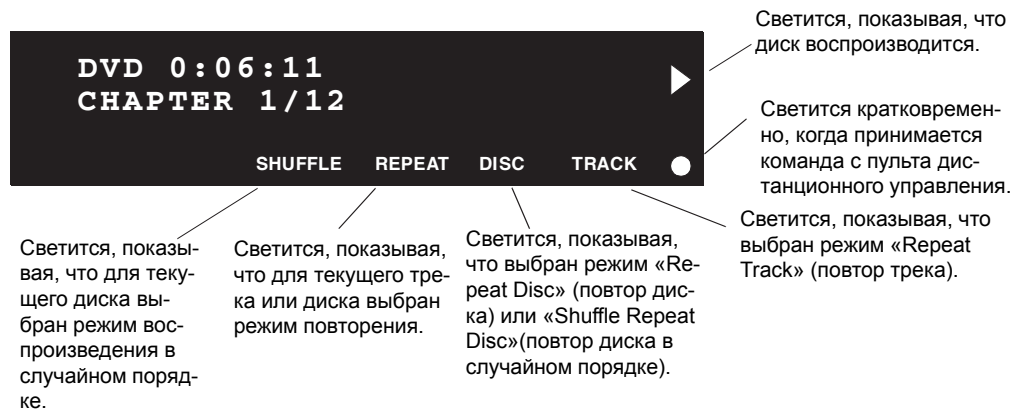 Светится, показывая, что
диск воспроизводится.
DVD 0:06:11
CHAPTER 1/12
SHUFFLE REPEAT DISC TRACK
Светится кратковремен-
но, когда принимается
команда с пульта дис-
танционного управления.
Светится, показывая, что
выбран режим «Repeat
Track» (повтор трека).
Светится, показы-
вая, что для теку-
щего диска вы-
бран режим вос-
произведения в
случайном поряд-
ке.
Светится, показывая,
что для текущего тре-
ка или диска выбран
режим повторения.
Светится, показывая,
что выбран режим «Re-
peat Disc» (повтор дис-
ка) или «Shuffle Repeat
Disc»(повтор диска в
случайном порядке).